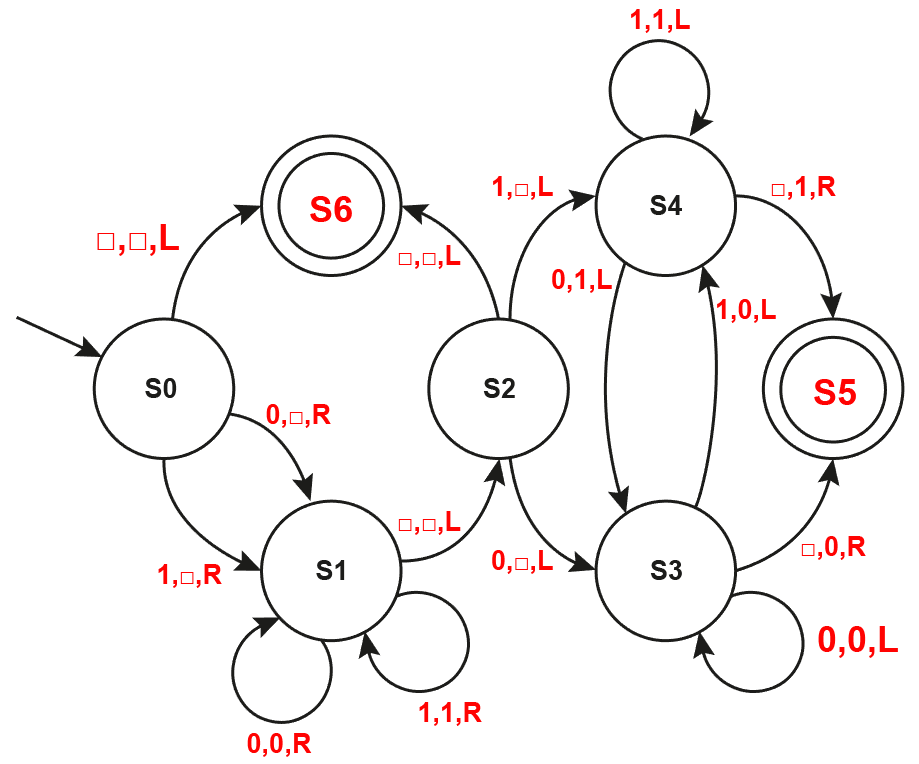 1,1,L
S6
1,□,L
S4
□,1,R
□,□,L
□,□,L
0,1,L
1,0,L
S0
S2
S5
0,□,R
□,□,L
□,0,R
1,□,R
S1
0,□,L
S3
0,0,L
1,1,R
0,0,R